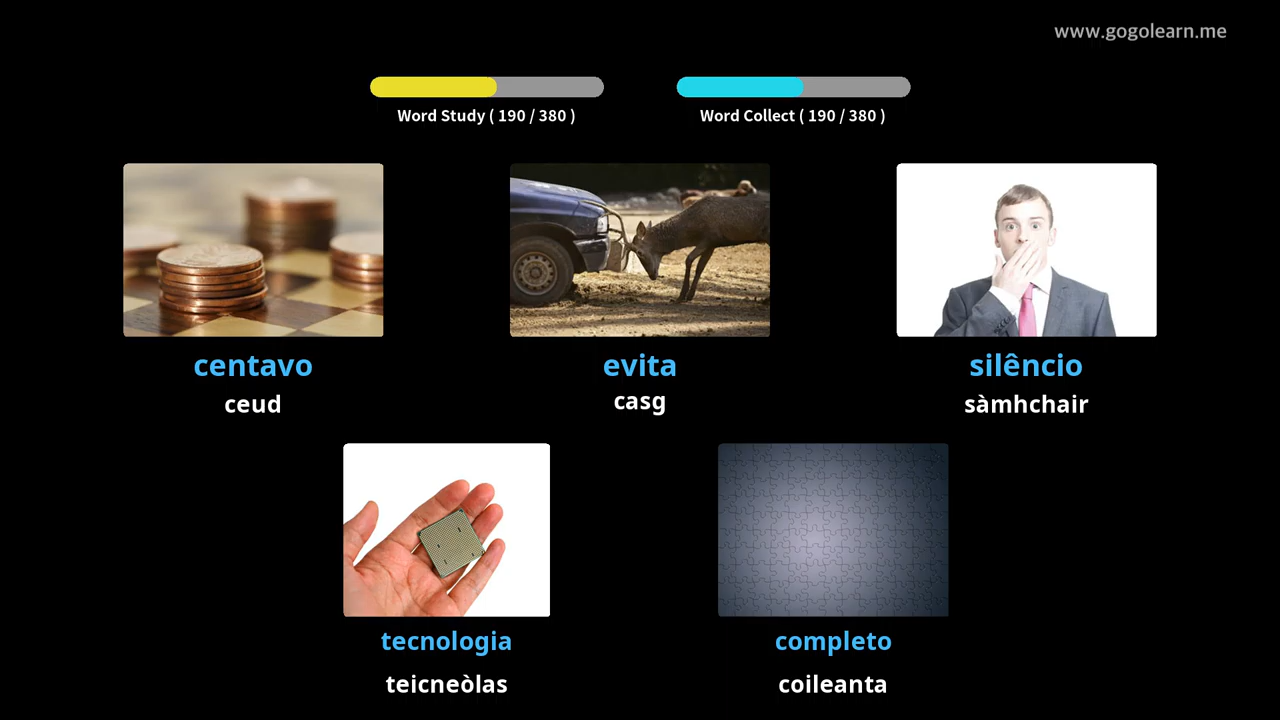 www.gogolearn.me
Word Study ( 190 / 380 )
Word Collect ( 190 / 380 )
centavo
ceud
evita
casg
silêncio
sàmhchair
tecnologia
teicneòlas
completo
coileanta